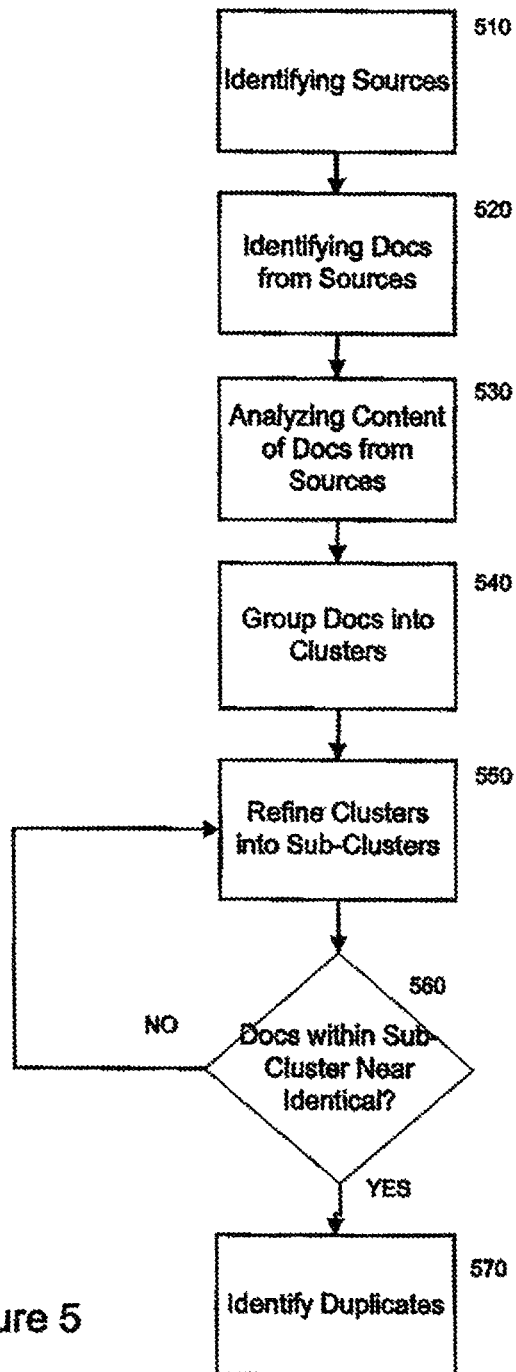 510
Identifying Sources
520
Identifying Docs
from Sources
530
Analyzing Content
of Docs from
Sources
540
Group Docs into
Clusters
550
Refine Clusters
into Sub-Clusters
560
Docs within Sub-
Cluster Near
Identical?
NO
YES
570
Identify Duplicates
ure 5